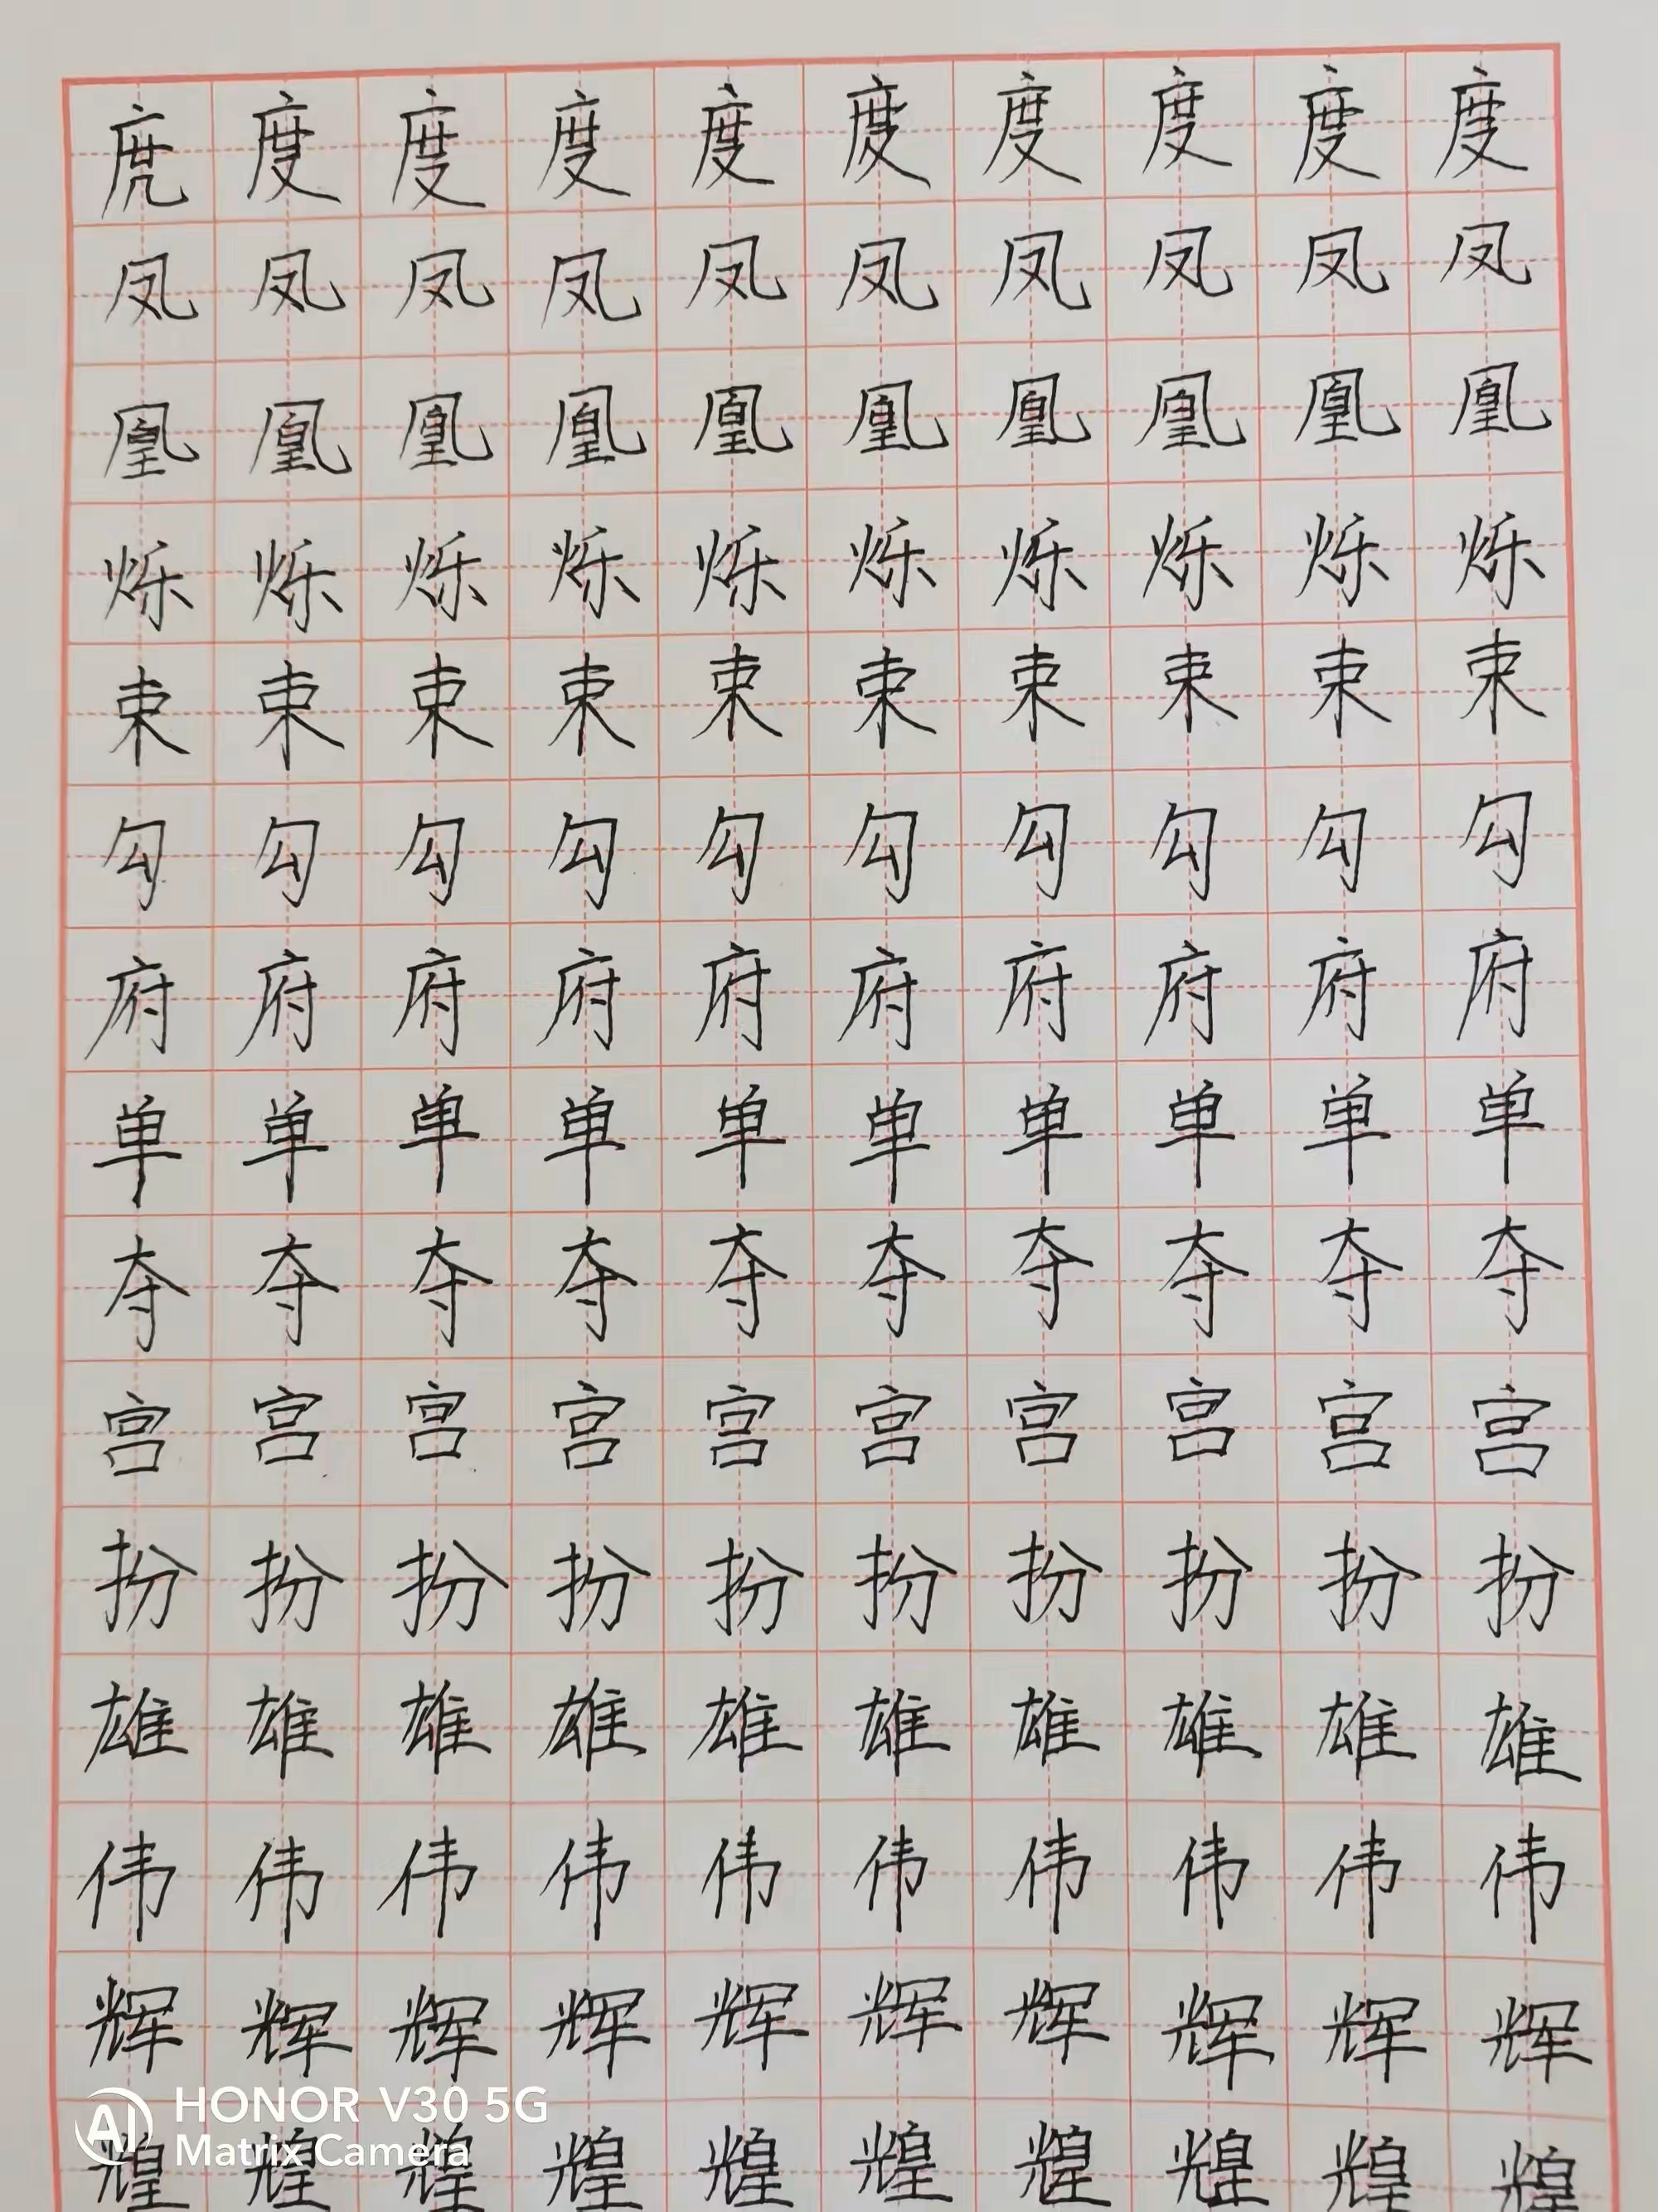 度度度度度度度度度
凤凤凤凤凤凤凤凤凤凤
凰凰凰凰凰凰凰凰凰凰
烁烁烁烁烁烁烁烁烁烁
束束束束束束束束束束
勾勾勾勾勾勾勾勾勾勾
府府府府府府府府府府
单单单单单单单单单单
夺夺夺夺夺夺夺夺夺夺
宫宫宫宫宫宫宫宫宫宫
扮扮扮扮扮扮扮扮扮扮
雄雄雄雄雄雄雄雄雄雄
伟伟伟伟伟伟伟伟伟伟
辉辉辉辉辉辉辉辉辉辉
煌煌煌煌煌煌煌煌煌煌
AI HONOR V30 5G
Matrix Camera